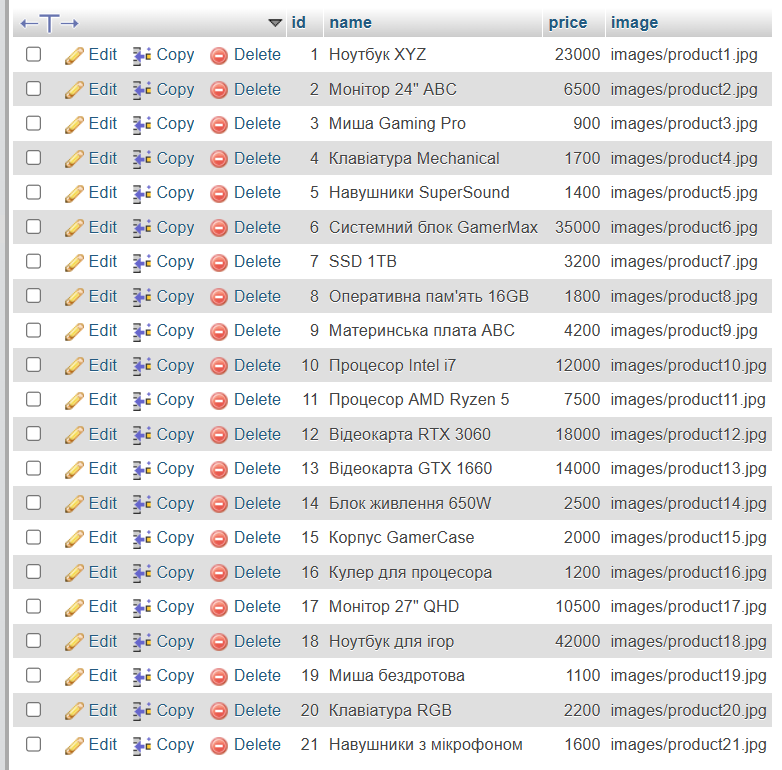 id name price image
Edit Copy Delete 1 Ноутбук XYZ 23000 images/product1.jpg
Edit Copy Delete 2 Монітор 24" ABC 6500 images/product2.jpg
Edit Copy Delete 3 Миша Gaming Pro 900 images/product3.jpg
Edit Copy Delete 4 Клавіатура Mechanical 1700 images/product4.jpg
Edit Copy Delete 5 Навушники SuperSound 1400 images/product5.jpg
Edit Copy Delete 6 Системний блок GamerMax 35000 images/product6.jpg
Edit Copy Delete 7 SSD 1TB 3200 images/product7.jpg
Edit Copy Delete 8 Оперативна пам'ять 16GB 1800 images/product8.jpg
Edit Copy Delete 9 Материнська плата ABC 4200 images/product9.jpg
Edit Copy Delete 10 Процесор Intel i7 12000 images/product10.jpg
Edit Copy Delete 11 Процесор AMD Ryzen 5 7500 images/product11.jpg
Edit Copy Delete 12 Відеокарта RTX 3060 18000 images/product12.jpg
Edit Copy Delete 13 Відеокарта GTX 1660 14000 images/product13.jpg
Edit Copy Delete 14 Блок живлення 650W 2500 images/product14.jpg
Edit Copy Delete 15 Корпус GamerCase 2000 images/product15.jpg
Edit Copy Delete 16 Кулер для процесора 1200 images/product16.jpg
Edit Copy Delete 17 Монітор 27" QHD 10500 images/product17.jpg
Edit Copy Delete 18 Ноутбук для ігор 42000 images/product18.jpg
Edit Copy Delete 19 Миша бездротова 1100 images/product19.jpg
Edit Copy Delete 20 Клавіатура RGB 2200 images/product20.jpg
Edit Copy Delete 21 Навушники з мікрофоном 1600 images/product21.jpg